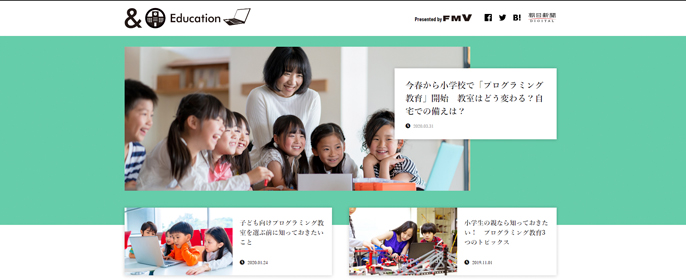 & Education
Presented by FMV
B!
朝日新聞
DIGITAL
今春から小学校で「プログラミング
教育」開始　教室はどう変わる？自
宅での備えは？
子ども向けプログラミング教
室を選ぶ前に知っておきたい
こと
2020.01.24
小学生の親なら知っておきた
い！　プログラミング教育3
つのトピックス
2019.11.01